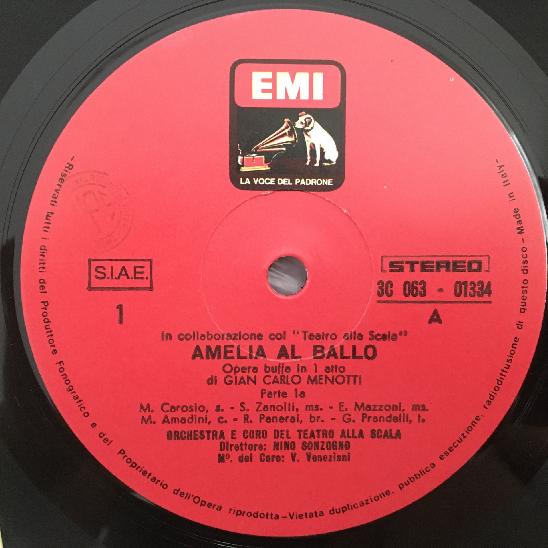 EMI
LA VOCE DEL PADRONE
S.I.A.E.
1
STEREO
3C 063 - 01334
A
In collaborazione col "Teatro alla Scala"
AMELIA AL BALLO
Opera buffa in 1 atto
di GIAN CARLO MENOTTI
Parte 1a
M. Carosio, s. - S. Zanolti, ms. - E. Mazzoni, ms.
M. Amadini, c. - R. Panerai, br. - G. Prandelli, t.
ORCHESTRA E CORO DEL TEATRO ALLA SCALA
Direttore: NINO SONZOGNO
M°. del Coro: V. Veneziani
-Riservati tutti i diritti del Produttore Fonografico e del Proprietario dell'Opera riprodotta-Vietata duplicazione, pubblica esecuzione, radiodiffusione di questo disco-Made in Italy-